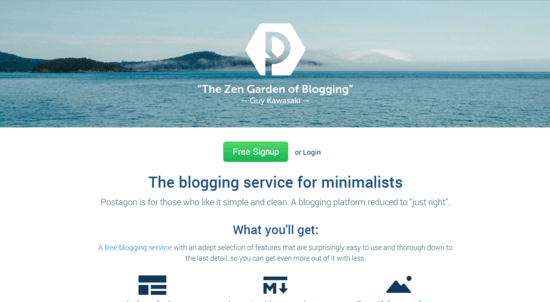 "The Zen Garden of Blogging"
— Guy Kawasaki —
Free Signup or Login
The blogging service for minimalists
Postagon is for those who like it simple and clean. A blogging platform reduced to "just right".
What you'll get:
A free blogging service with an adept selection of features that are surprisingly easy to use and thorough down to
the last detail, so you can get even more out of it with less.
M